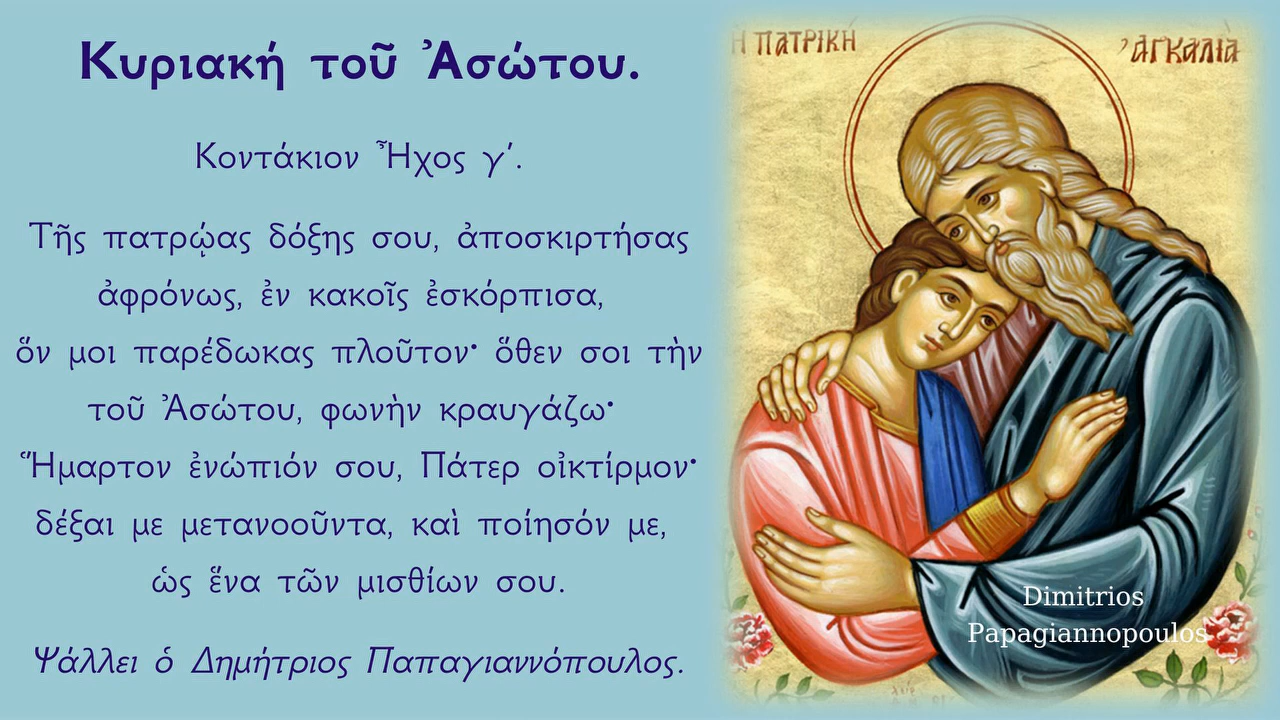 Κυριακή τοῦ Ἀσώτου.
Κοντάκιον Ἦχος γ΄.
Τῆς πατρῴας δόξης σου, ἀποσκιρτήσας
ἀφρόνως, ἐν κακοῖς ἐσκόρπισα,
ὅν μοι παρέδωκας πλοῦτον· ὅθεν σοι τὴν
τοῦ Ἀσώτου, φωνὴν κραυγάζω·
Ἥμαρτον ἐνώπιόν σου, Πάτερ οἰκτίρμον·
δέξαι με μετανοοῦντα, καὶ ποίησόν με,
ὡς ἕνα τῶν μισθίων σου.
Ψάλλει ὁ Δημήτριος Παπαγιαννόπουλος.
Η ΠΑΤΡΙΚΗ ἈΓΚΑΛΙΑ
Dimitrios
Papagiannopoulos